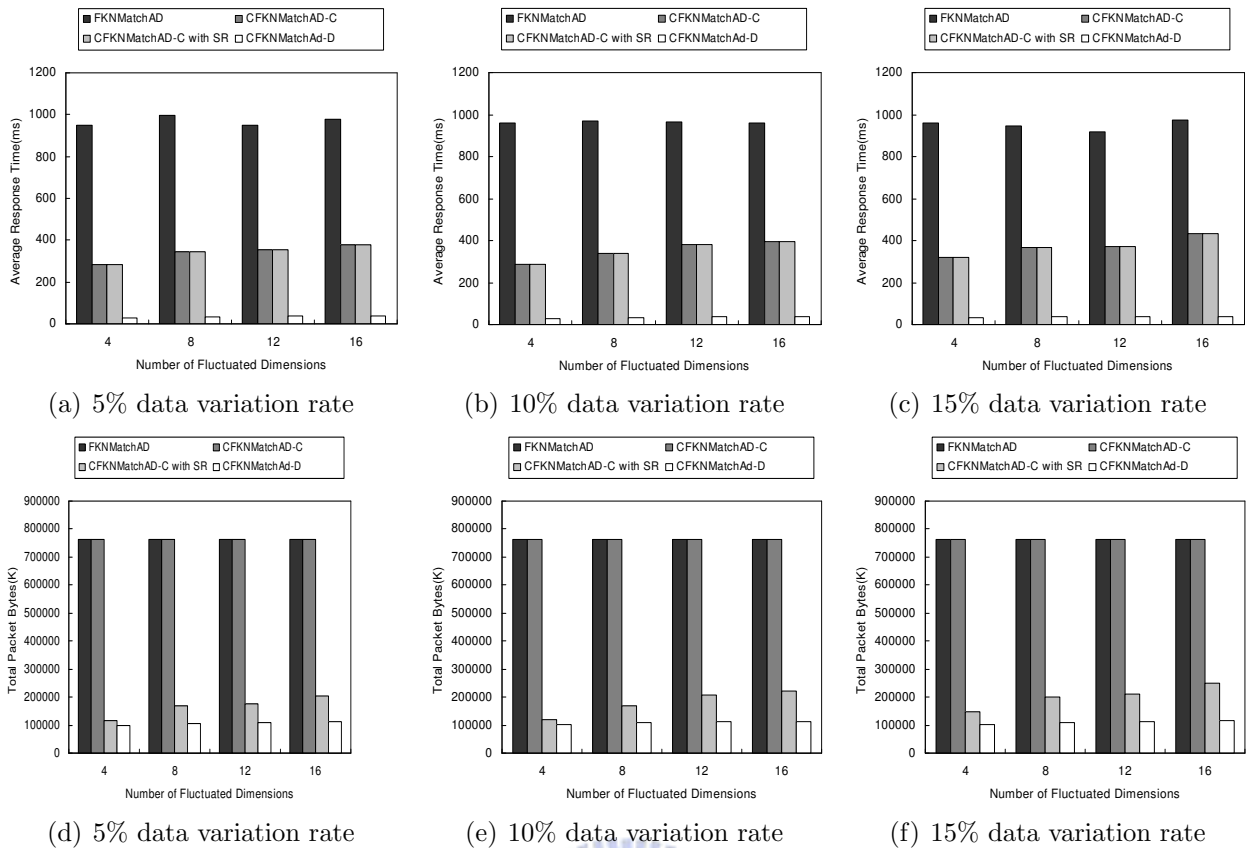 FKNMatchAD CFKNMatchAD-C
CFKNMatchAD-C with SR CFKNMatchAd-D
1200
1000
800
600
400
200
0
Average Response Time(ms)
4 8 12 16
Number of Fluctuated Dimensions
(a) 5% data variation rate
FKNMatchAD CFKNMatchAD-C
CFKNMatchAD-C with SR CFKNMatchAd-D
1200
1000
800
600
400
200
0
Average Response Time(ms)
4 8 12 16
Number of Fluctuated Dimensions
(b) 10% data variation rate
FKNMatchAD CFKNMatchAD-C
CFKNMatchAD-C with SR CFKNMatchAd-D
1200
1000
800
600
400
200
0
Average Response Time(ms)
4 8 12 16
Number of Fluctuated Dimensions
(c) 15% data variation rate
FKNMatchAD CFKNMatchAD-C
CFKNMatchAD-C with SR CFKNMatchAd-D
900000
800000
700000
600000
500000
400000
300000
200000
100000
0
Total Packet Bytes(K)
4 8 12 16
Number of Fluctuated Dimensions
(d) 5% data variation rate
FKNMatchAD CFKNMatchAD-C
CFKNMatchAD-C with SR CFKNMatchAd-D
900000
800000
700000
600000
500000
400000
300000
200000
100000
0
Total Packet Bytes(K)
4 8 12 16
Number of Fluctuated Dimensions
(e) 10% data variation rate
FKNMatchAD CFKNMatchAD-C
CFKNMatchAD-C with SR CFKNMatchAd-D
900000
800000
700000
600000
500000
400000
300000
200000
100000
0
Total Packet Bytes(K)
4 8 12 16
Number of Fluctuated Dimensions
(f) 15% data variation rate